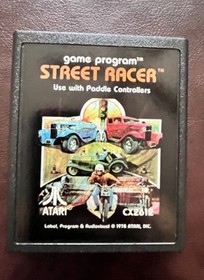 game program™
STREET RACER™
Use with Paddle Controllers
ATARI
CX2612
Label, Program & Audiovisual © 1978 ATARI, INC.